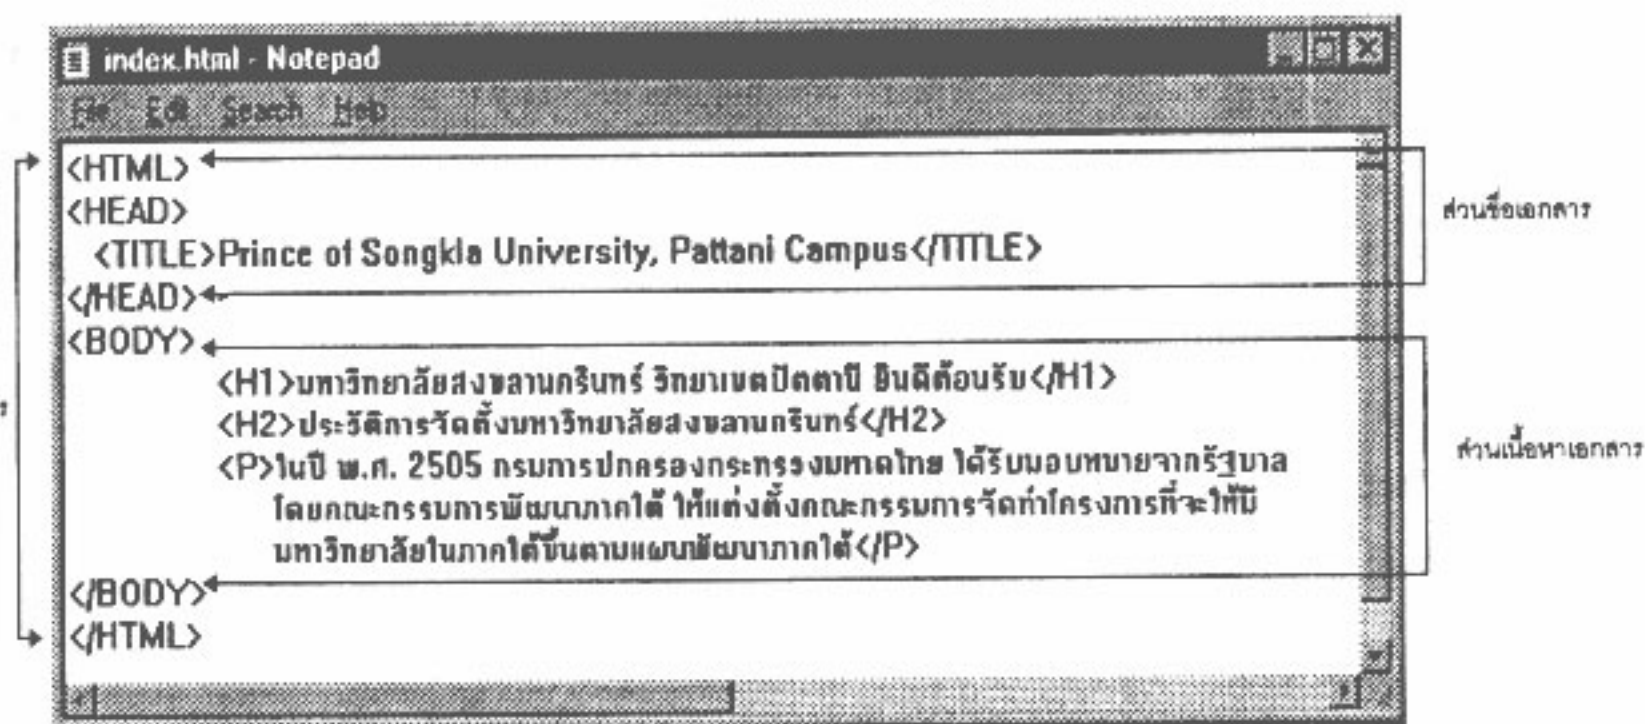 index.html - Notepad
File Edit Search Help
<HTML>
<HEAD>
<TITLE>Prince of Songkla University, Pattani Campus</TITLE>
</HEAD>
<BODY>
<H1>มหาวิทยาลัยสงขลานครินทร์ วิทยาเขตปัตตานี ยินดีต้อนรับ</H1>
<H2>ประวัติการจัดตั้งมหาวิทยาลัยสงขลานครินทร์</H2>
<P>ในปี พ.ศ. 2505 กรมการปกครองกระทรวงมหาดไทย ได้รับมอบหมายจากรัฐบาล
โดยคณะกรรมการพัฒนาภาคใต้ ให้แต่งตั้งคณะกรรมการจัดทำโครงการที่จะให้มี
มหาวิทยาลัยในภาคใต้ขึ้นตามแผนพัฒนาภาคใต้</P>
</BODY>
</HTML>
ส่วนชื่อเอกสาร
ส่วนเนื้อหาเอกสาร